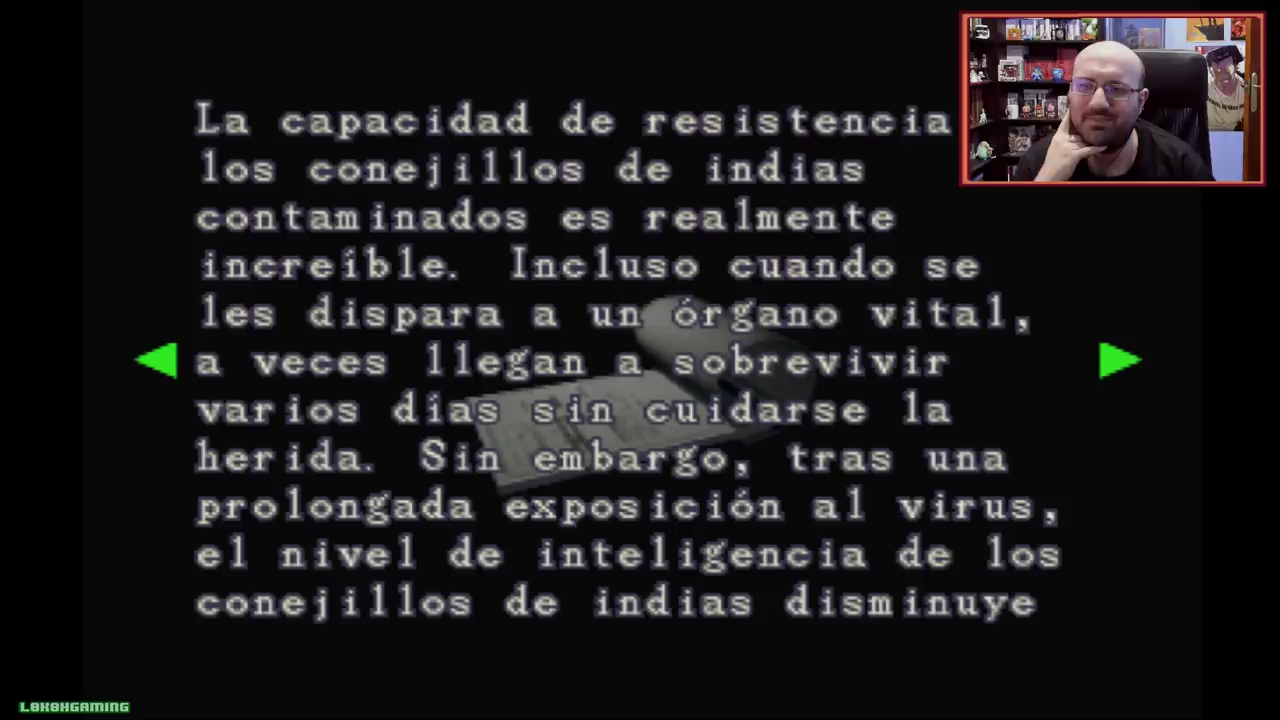 La capacidad de resistencia
los conejillos de indias
contaminados es realmente
increíble. Incluso cuando se
les dispara a un órgano vital,
a veces llegan a sobrevivir
varios días sin cuidarse la
herida. Sin embargo, tras una
prolongada exposición al virus,
el nivel de inteligencia de los
conejillos de indias disminuye
L0K0XGAMING